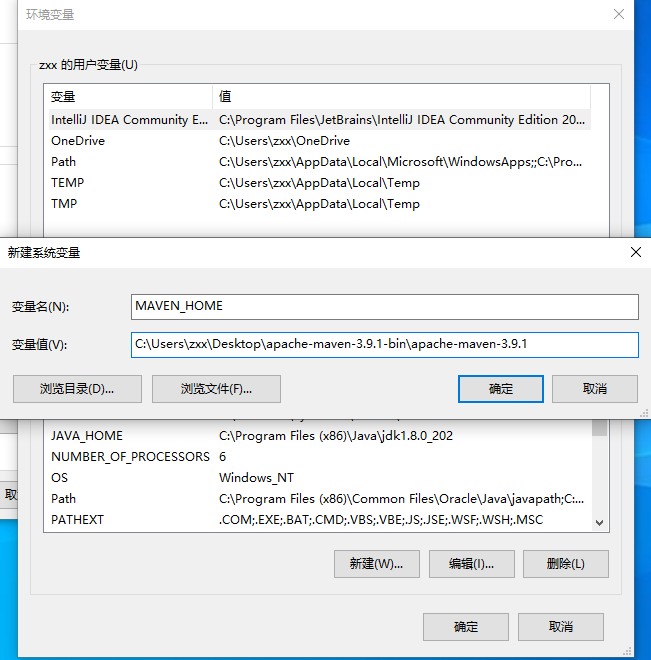 环境变量
zxx 的用户变量(U)
变量 值
IntelliJ IDEA Community E... C:\Program Files\JetBrains\IntelliJ IDEA Community Edition 20...
OneDrive C:\Users\zxx\OneDrive
Path C:\Users\zxx\AppData\Local\Microsoft\WindowsApps;;C:\Pro...
TEMP C:\Users\zxx\AppData\Local\Temp
TMP C:\Users\zxx\AppData\Local\Temp
新建系统变量
变量名(N): MAVEN_HOME
变量值(V): C:\Users\zxx\Desktop\apache-maven-3.9.1-bin\apache-maven-3.9.1
浏览目录(D)... 浏览文件(F)... 确定 取消
JAVA_HOME C:\Program Files (x86)\Java\jdk1.8.0_202
NUMBER_OF_PROCESSORS 6
OS Windows_NT
Path C:\Program Files (x86)\Common Files\Oracle\Java\javapath;C:...
取
PATHEXT .COM;.EXE;.BAT;.CMD;.VBS;.VBE;.JS;.JSE;.WSF;.WSH;.MSC
新建(W)... 编辑(I)... 删除(L)
确定 取消